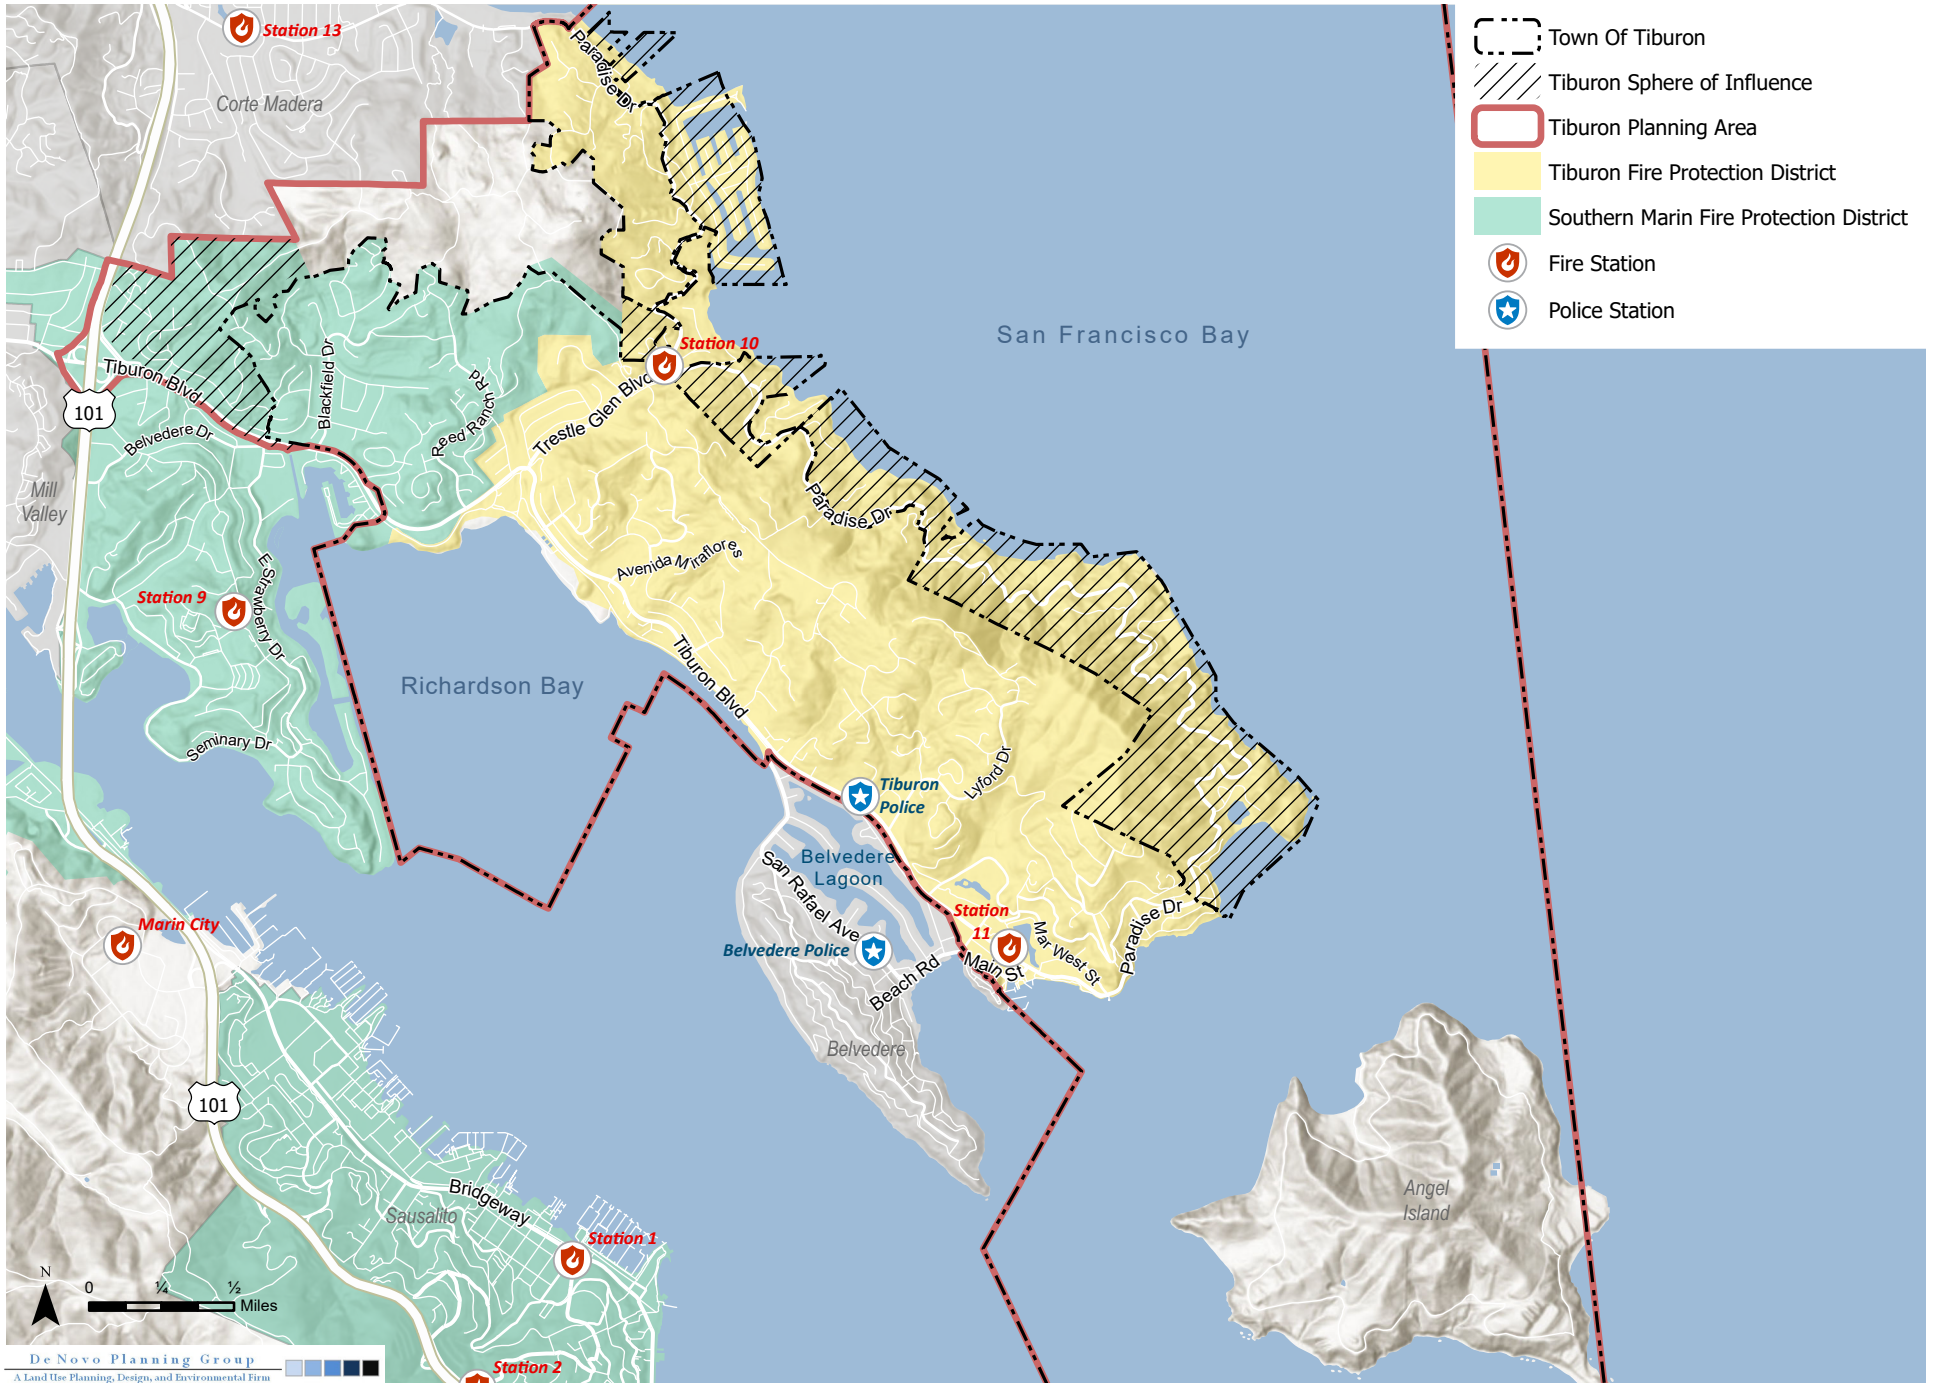 Station 13
Corte Madera
Paradise Dr
Town Of Tiburon
Tiburon Sphere of Influence
Tiburon Planning Area
Tiburon Fire Protection District
Southern Marin Fire Protection District
Fire Station
Police Station
San Francisco Bay
Station 10
Tiburon Blvd
101
Blackfield Dr
Reed Ranch Rd
Trestle Glen Blvd
Belvedere Dr
Mill
Valley
Paradise Dr
Avenida Miraflores
E Strawberry Dr
Station 9
Richardson Bay
Tiburon Blvd
Seminary Dr
Lyford Dr
Tiburon
Police
Belvedere
Lagoon
San Rafael Ave
Station
11
Mar West St
Paradise Dr
Main St
Marin City
Belvedere Police
Beach Rd
Belvedere
101
Angel
Island
Bridgeway
Sausalito
Station 1
Station 2
N
0 ¼ ½
Miles
De Novo Planning Group
A Land Use Planning, Design, and Environmental Firm